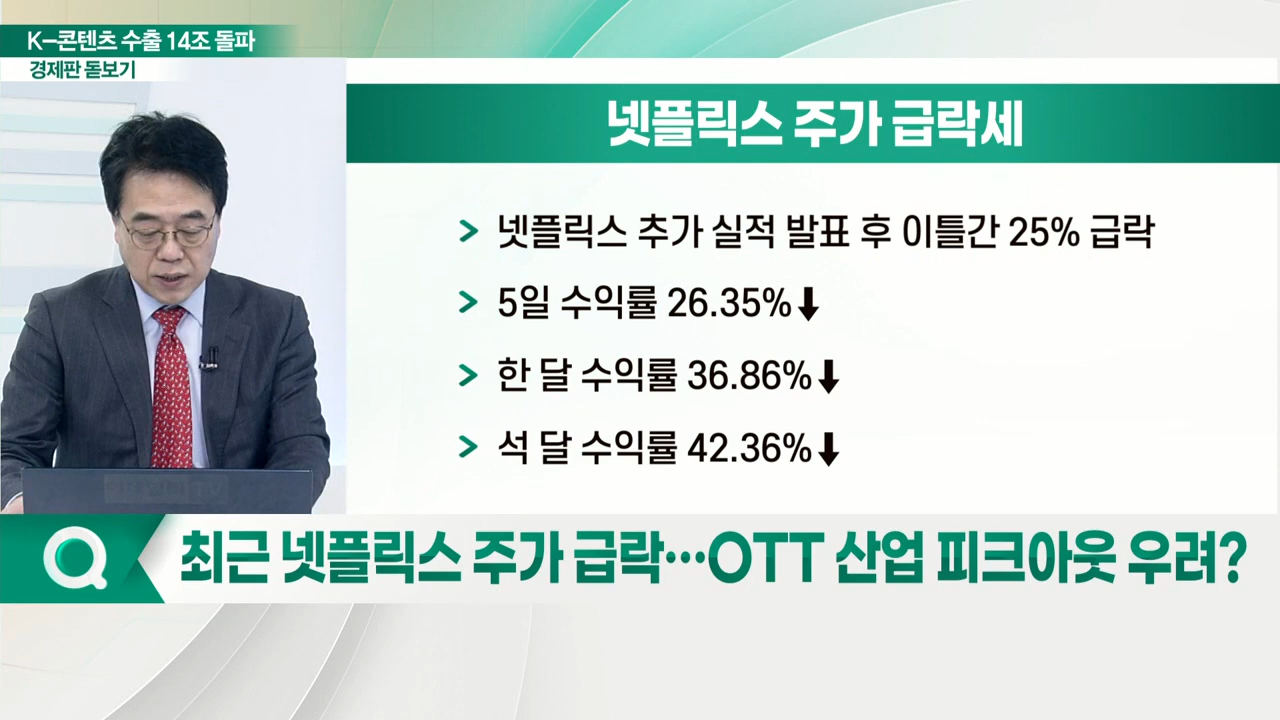 K-콘텐츠 수출 14조 돌파
경제판 돋보기
넷플릭스 주가 급락세
> 넷플릭스 추가 실적 발표 후 이틀간 25% 급락
> 5일 수익률 26.35%⬇
> 한 달 수익률 36.86%⬇
> 석 달 수익률 42.36%⬇
최근 넷플릭스 주가 급락…OTT 산업 피크아웃 우려?